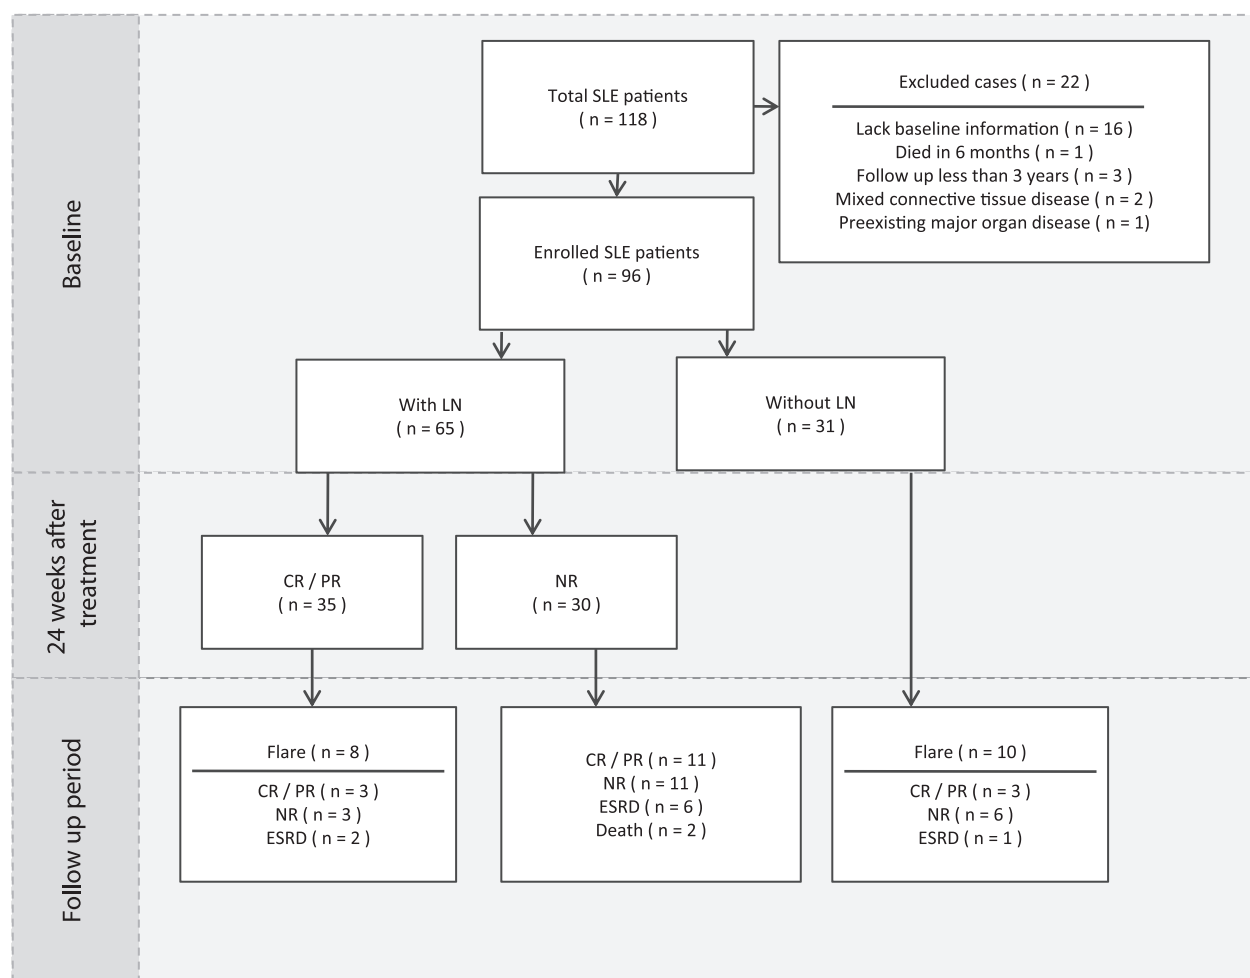 Baseline
Total SLE patients
( n = 118 )
Excluded cases ( n = 22 )
Lack baseline information ( n = 16 )
Died in 6 months ( n = 1 )
Follow up less than 3 years ( n = 3 )
Mixed connective tissue disease ( n = 2 )
Preexisting major organ disease ( n = 1)
Enrolled SLE patients
( n = 96 )
With LN
( n = 65 )
Without LN
( n = 31 )
24 weeks after
treatment
CR / PR
( n = 35 )
NR
( n = 30 )
Follow up period
Flare ( n = 8 )
CR / PR ( n = 3 )
NR ( n = 3 )
ESRD ( n = 2 )
CR / PR ( n = 11 )
NR ( n = 11 )
ESRD ( n = 6 )
Death ( n = 2 )
Flare ( n = 10 )
CR / PR ( n = 3 )
NR ( n = 6 )
ESRD ( n = 1 )